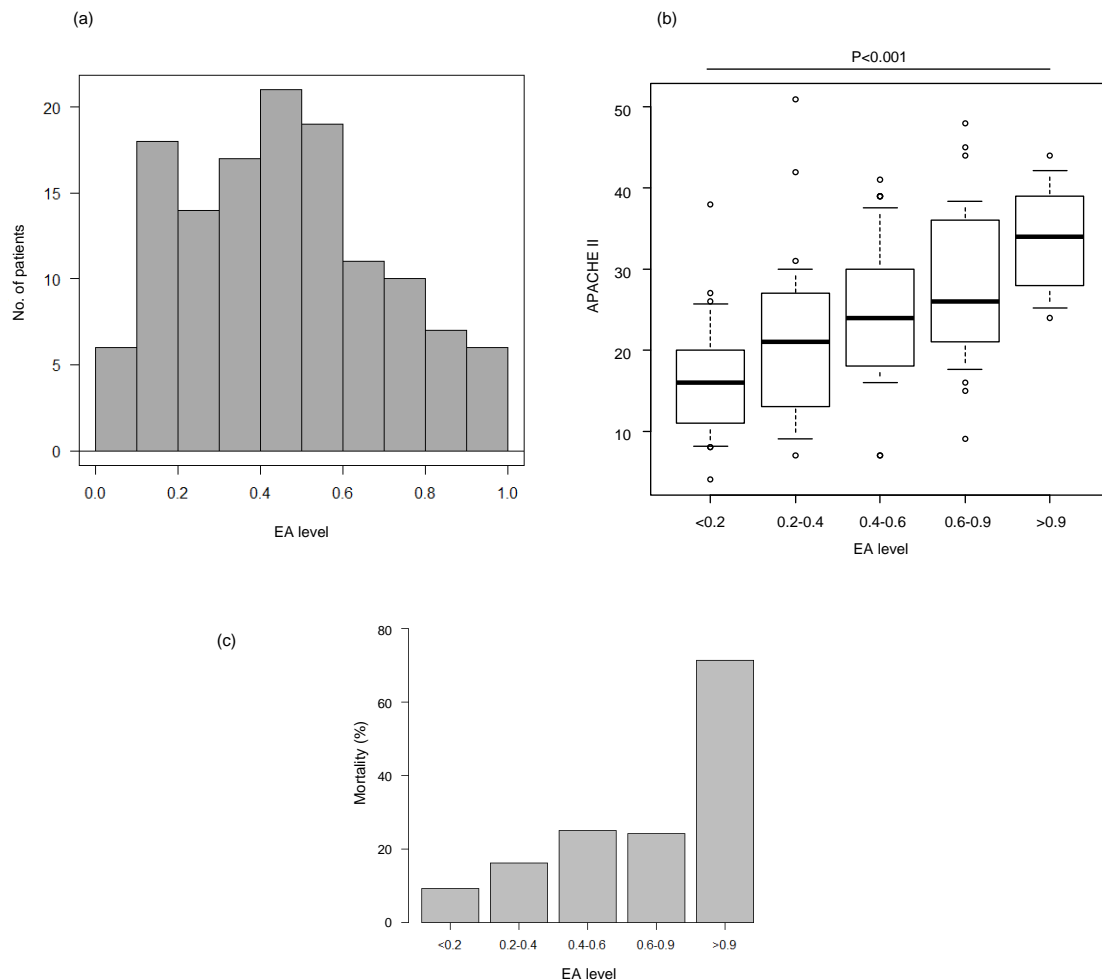 (a)
No. of patients
20
15
10
5
0
0.0 0.2 0.4 0.6 0.8 1.0
EA level
(b)
P<0.001
APACHE II
50
40
30
20
10
<0.2 0.2-0.4 0.4-0.6 0.6-0.9 >0.9
EA level
(c)
Mortality (%)
80
60
40
20
0
<0.2 0.2-0.4 0.4-0.6 0.6-0.9 >0.9
EA level